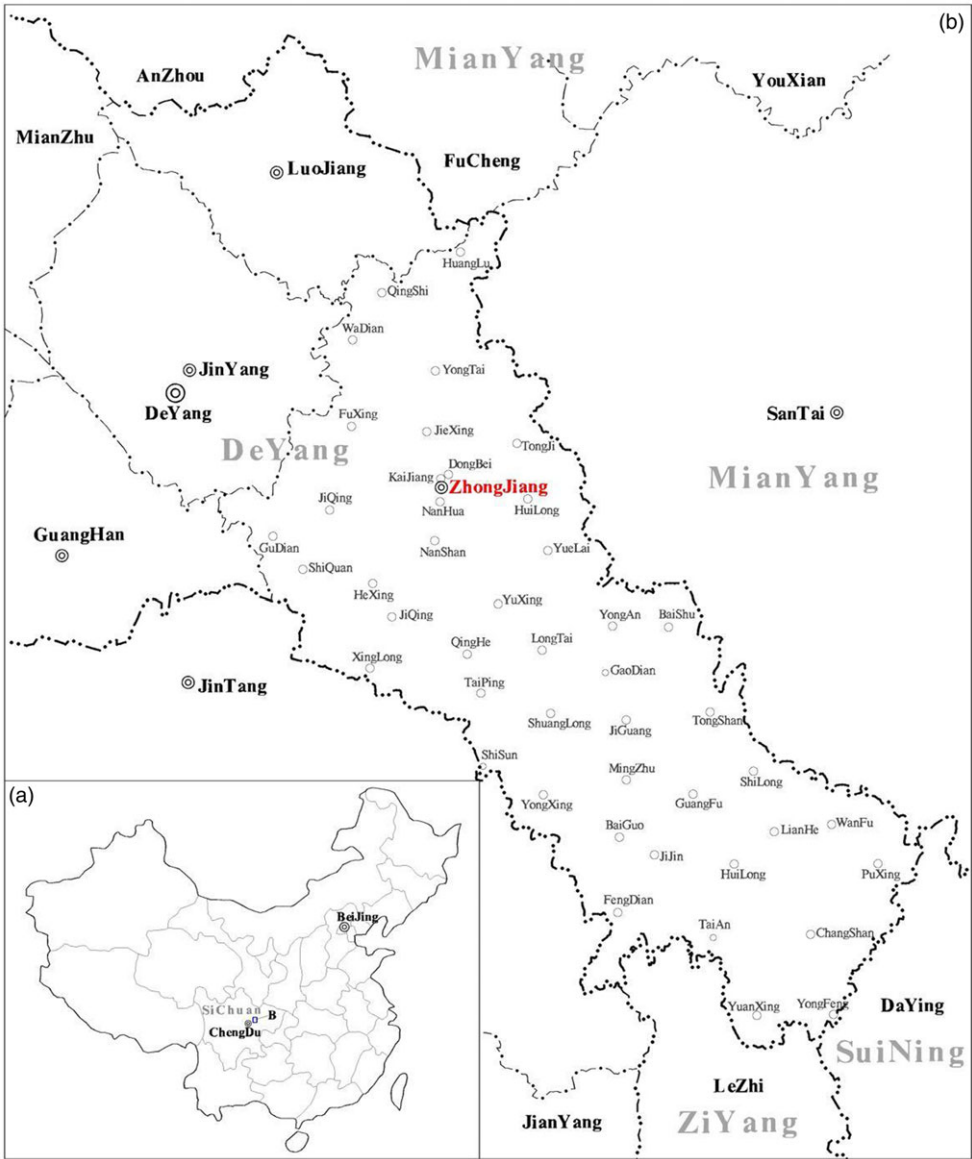 (b)
MianYang
AnZhou
YouXian
MianZhu
FuCheng
LuoJiang
HuangLu
QingShi
WaDian
JinYang
YongTai
DeYang
SanTai
FuXing
JieXing
TongJi
DeYang
DongBei
KaiJiang
MianYang
ZhongJiang
JiQing
NanHua
HuiLong
GuangHan
GuDian
NanShan
YueLai
ShiQuan
HeXing
YuXing
JiQing
YongAn
BaiShu
QingHe
LongTai
XingLong
GaoDian
JinTang
TaiPing
ShuangLong
JiGuang
TongShan
ShiSun
MingZhu
ShiLong
YongXing
GuangFu
BaiGuo
LianHe
WanFu
JiJin
HuiLong
PuXing
FengDian
TaiAn
ChangShan
YuanXing
YongFeng
DaYing
SuiNing
LeZhi
JianYang
ZiYang
(a)
BeiJing
SiChuan
B
ChengDu